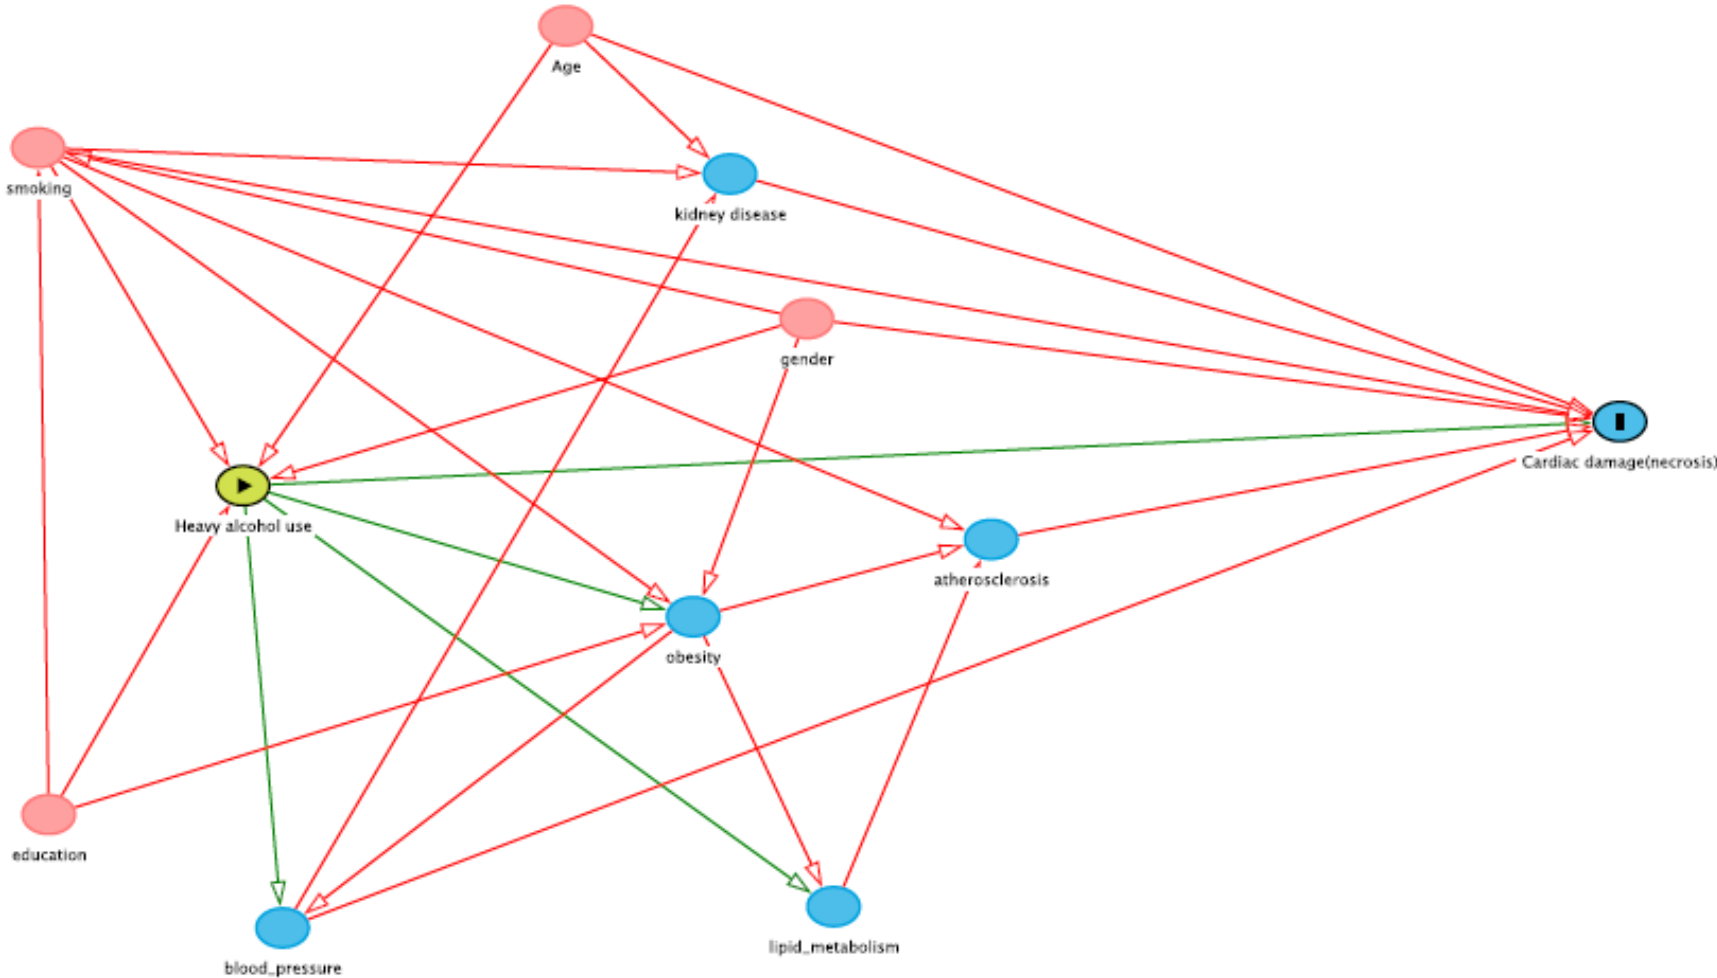 Age
smoking
kidney disease
gender
Cardiac damage(necrosis)
Heavy alcohol use
atherosclerosis
obesity
education
lipid_metabolism
blood_pressure